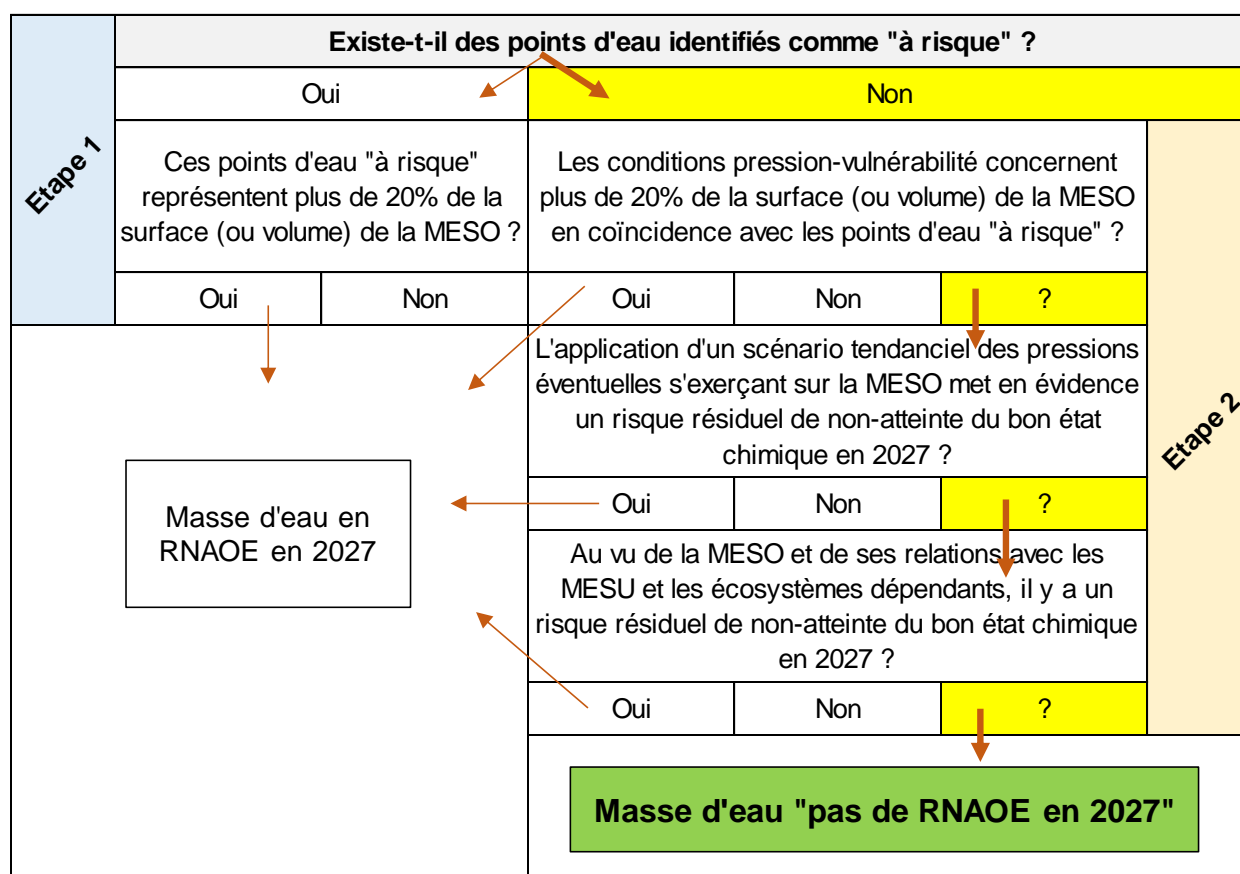 Existe-t-il des points d'eau identifiés comme "à risque" ?
Oui
Non
Etape 1
Ces points d'eau "à risque"
représentent plus de 20% de la
surface (ou volume) de la MESO ?
Les conditions pression-vulnérabilité concernent
plus de 20% de la surface (ou volume) de la MESO
en coïncidence avec les points d'eau "à risque" ?
Oui
Non
Oui
Non
?
L'application d'un scénario tendanciel des pressions
éventuelles s'exerçant sur la MESO met en évidence
un risque résiduel de non-atteinte du bon état
chimique en 2027 ?
Etape 2
Masse d'eau en
RNAOE en 2027
Oui
Non
?
Au vu de la MESO et de ses relations avec les
MESU et les écosystèmes dépendants, il y a un
risque résiduel de non-atteinte du bon état chimique
en 2027 ?
Oui
Non
?
Masse d'eau "pas de RNAOE en 2027"